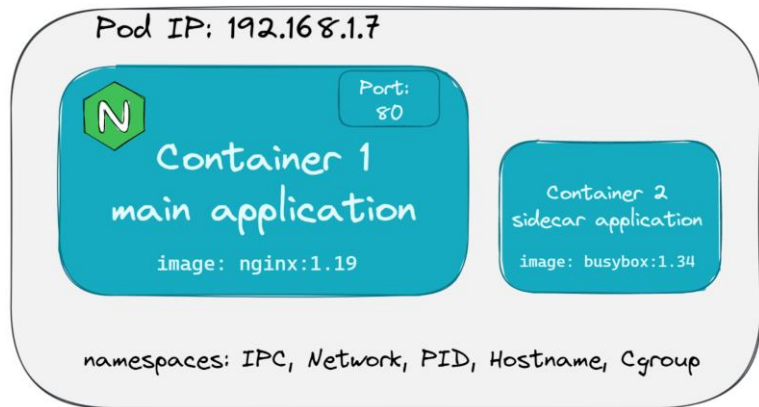 Pod IP: 192.168.1.7
N
Port:
80
Container 1
main application
image: nginx:1.19
Container 2
sidecar application
image: busybox:1.34
namespaces: IPC, Network, PID, Hostname, Cgroup